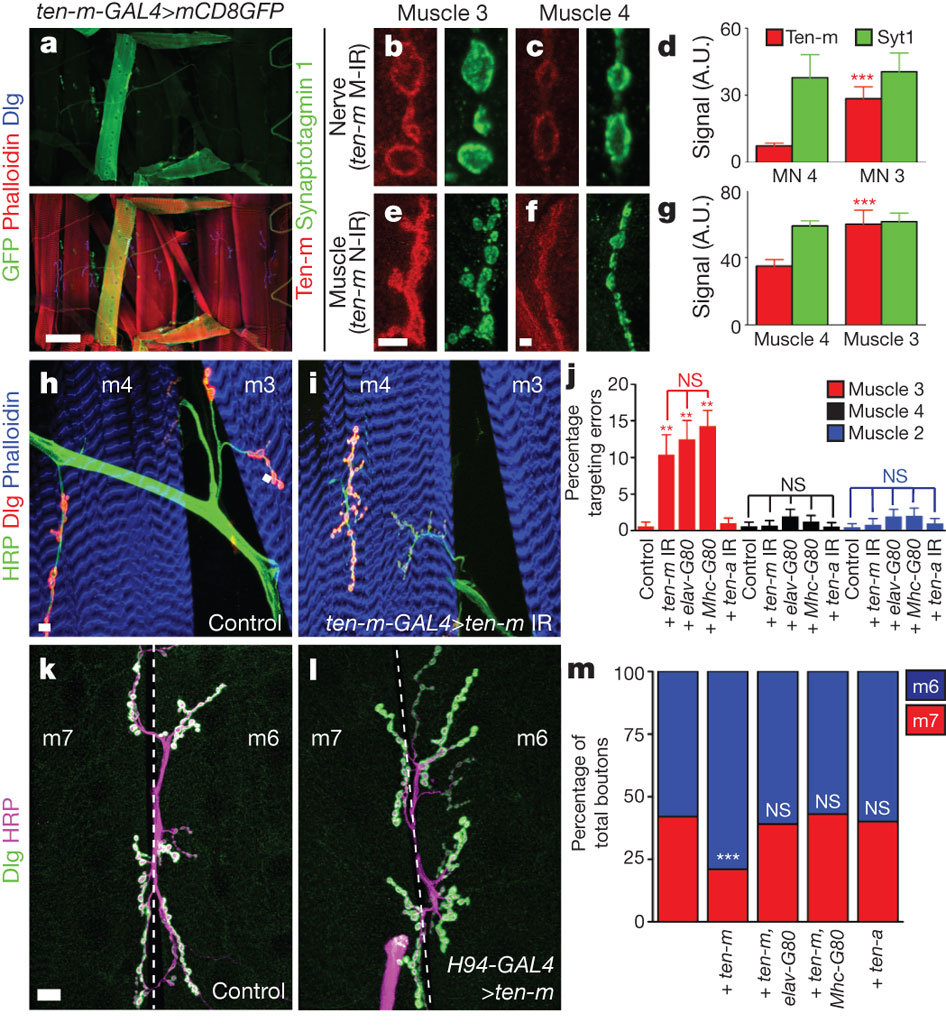 ten-m-GAL4>mCD8GFP
Muscle 3 Muscle 4
a
b
c
d
GFP Phalloidin Dlg
Ten-m Synaptotagmin 1
Nerve
(ten-m M-IR)
Ten-m Syt1
Signal (A.U.)
60
30
0
***
MN 4 MN 3
e
f
g
Muscle
(ten-m N-IR)
Signal (A.U.)
80
40
0
***
Muscle 4 Muscle 3
h
m4 m3
Control
HRP Dlg Phalloidin
i
m4 m3
ten-m-GAL4>ten-m IR
j
Percentage
targeting errors
20
15
10
5
0
NS
** ** **
NS
NS
Muscle 3
Muscle 4
Muscle 2
Control
+ ten-m IR
+ elav-G80
+ Mhc-G80
+ ten-a IR
Control
+ ten-m IR
+ elav-G80
+ Mhc-G80
+ ten-a IR
Control
+ ten-m IR
+ elav-G80
+ Mhc-G80
+ ten-a IR
k
m7 m6
Control
Dlg HRP
l
m7 m6
H94-GAL4
>ten-m
m
Percentage of
total boutons
100
75
50
25
0
m6
m7
***
NS
NS
NS
+ ten-m
+ ten-m,
elav-G80
+ ten-m,
Mhc-G80
+ ten-a